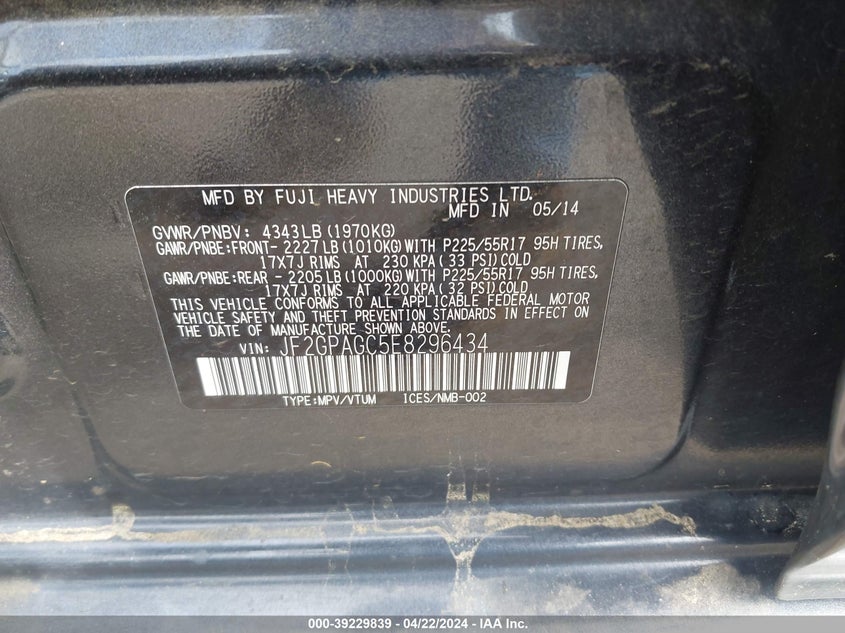 MFD BY FUJI HEAVY INDUSTRIES LTD.
MFD IN 05/14
GVWR/PNBV: 4343LB(1970KG)
GAWR/PNBE:FRONT- 2227LB(1010KG)WITH P225/55R17 95H TIRES,
17X7J RIMS AT 230 KPA( 33 PSI)COLD
GAWR/PNBE:REAR - 2205LB(1000KG)WITH P225/55R17 95H TIRES,
17X7J RIMS AT 220 KPA( 32 PSI)COLD
THIS VEHICLE CONFORMS TO ALL APPLICABLE FEDERAL MOTOR
VEHICLE SAFETY AND THEFT PREVENTION STANDARDS IN EFFECT ON
THE DATE OF MANUFACTURE SHOWN ABOVE.
VIN: JF2GPAGC5E8296434
TYPE:MPV/VTUM ICES/NMB-002
000-39229839 - 04/22/2024 - IAA Inc.